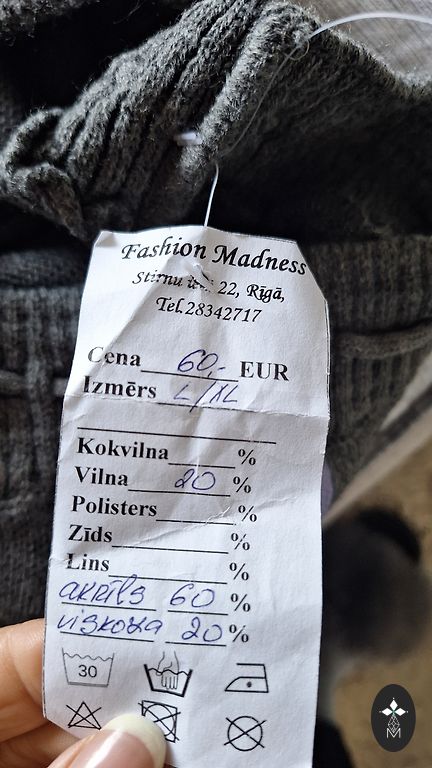 Fashion Madness
Stirnu 22, Rīgā,
Tel.28342717
Cena 60,- EUR
Izmērs L/XL
Kokvilna %
Vilna 20 %
Polisters %
Zīds %
Lins %
akrils 60 %
viskoza 20 %
30
M